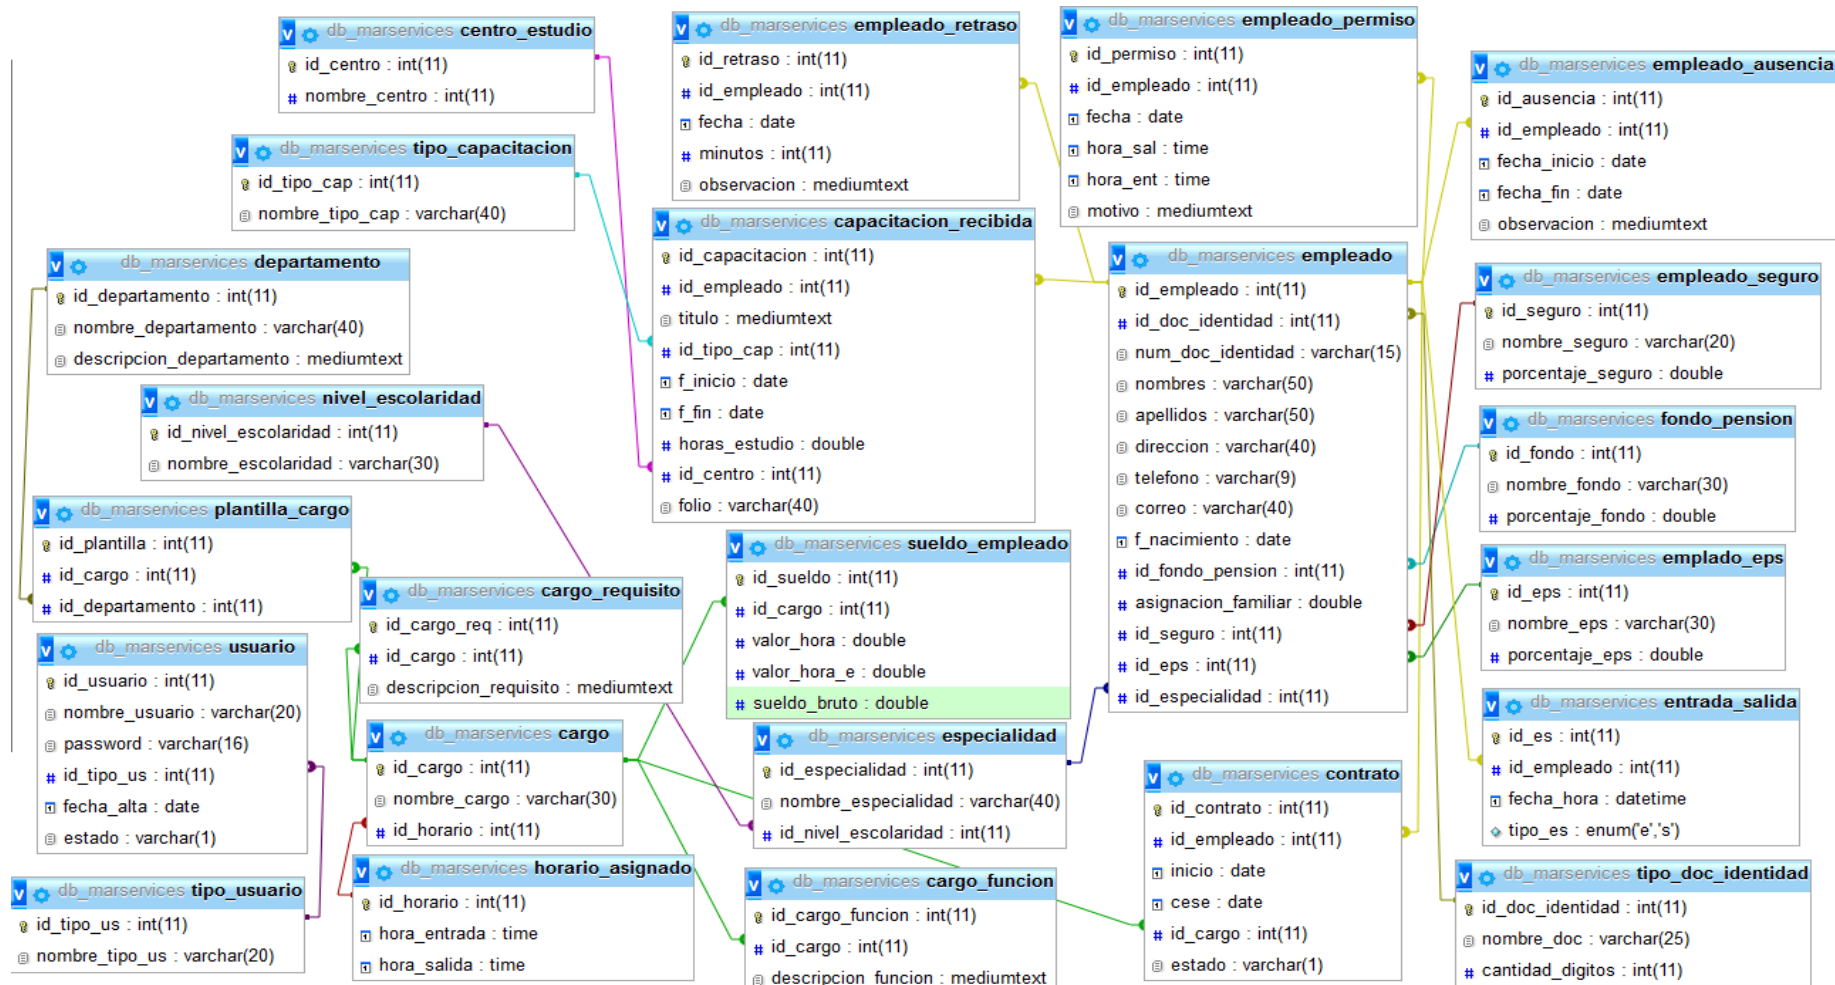 db_marservices centro_estudio
id_centro : int(11)
nombre_centro : int(11)
db_marservices empleado_retraso
id_retraso : int(11)
id_empleado : int(11)
fecha : date
minutos : int(11)
observacion : mediumtext
db_marservices empleado_permiso
id_permiso : int(11)
id_empleado : int(11)
fecha : date
hora_sal : time
hora_ent : time
motivo : mediumtext
db_marservices empleado_ausencia
id_ausencia : int(11)
id_empleado : int(11)
fecha_inicio : date
fecha_fin : date
observacion : mediumtext
db_marservices tipo_capacitacion
id_tipo_cap : int(11)
nombre_tipo_cap : varchar(40)
db_marservices capacitacion_recibida
id_capacitacion : int(11)
id_empleado : int(11)
titulo : mediumtext
id_tipo_cap : int(11)
f_inicio : date
f_fin : date
horas_estudio : double
id_centro : int(11)
folio : varchar(40)
db_marservices departamento
id_departamento : int(11)
nombre_departamento : varchar(40)
descripcion_departamento : mediumtext
db_marservices empleado
id_empleado : int(11)
id_doc_identidad : int(11)
num_doc_identidad : varchar(15)
nombres : varchar(50)
apellidos : varchar(50)
direccion : varchar(40)
telefono : varchar(9)
correo : varchar(40)
f_nacimiento : date
id_fondo_pension : int(11)
asignacion_familiar : double
id_seguro : int(11)
id_eps : int(11)
id_especialidad : int(11)
db_marservices empleado_seguro
id_seguro : int(11)
nombre_seguro : varchar(20)
porcentaje_seguro : double
db_marservices nivel_escolaridad
id_nivel_escolaridad : int(11)
nombre_escolaridad : varchar(30)
db_marservices fondo_pension
id_fondo : int(11)
nombre_fondo : varchar(30)
porcentaje_fondo : double
db_marservices plantilla_cargo
id_plantilla : int(11)
id_cargo : int(11)
id_departamento : int(11)
db_marservices cargo_requisito
id_cargo_req : int(11)
id_cargo : int(11)
descripcion_requisito : mediumtext
db_marservices sueldo_empleado
id_sueldo : int(11)
id_cargo : int(11)
valor_hora : double
valor_hora_e : double
sueldo_bruto : double
db_marservices emplado_eps
id_eps : int(11)
nombre_eps : varchar(30)
porcentaje_eps : double
db_marservices usuario
id_usuario : int(11)
nombre_usuario : varchar(20)
password : varchar(16)
id_tipo_us : int(11)
fecha_alta : date
estado : varchar(1)
db_marservices cargo
id_cargo : int(11)
nombre_cargo : varchar(30)
id_horario : int(11)
db_marservices especialidad
id_especialidad : int(11)
nombre_especialidad : varchar(40)
id_nivel_escolaridad : int(11)
db_marservices entrada_salida
id_es : int(11)
id_empleado : int(11)
fecha_hora : datetime
tipo_es : enum('e','s')
db_marservices contrato
id_contrato : int(11)
id_empleado : int(11)
inicio : date
cese : date
id_cargo : int(11)
estado : varchar(1)
db_marservices tipo_usuario
id_tipo_us : int(11)
nombre_tipo_us : varchar(20)
db_marservices horario_asignado
id_horario : int(11)
hora_entrada : time
hora_salida : time
db_marservices cargo_funcion
id_cargo_funcion : int(11)
id_cargo : int(11)
descripcion_funcion : mediumtext
db_marservices tipo_doc_identidad
id_doc_identidad : int(11)
nombre_doc : varchar(25)
cantidad_digitos : int(11)